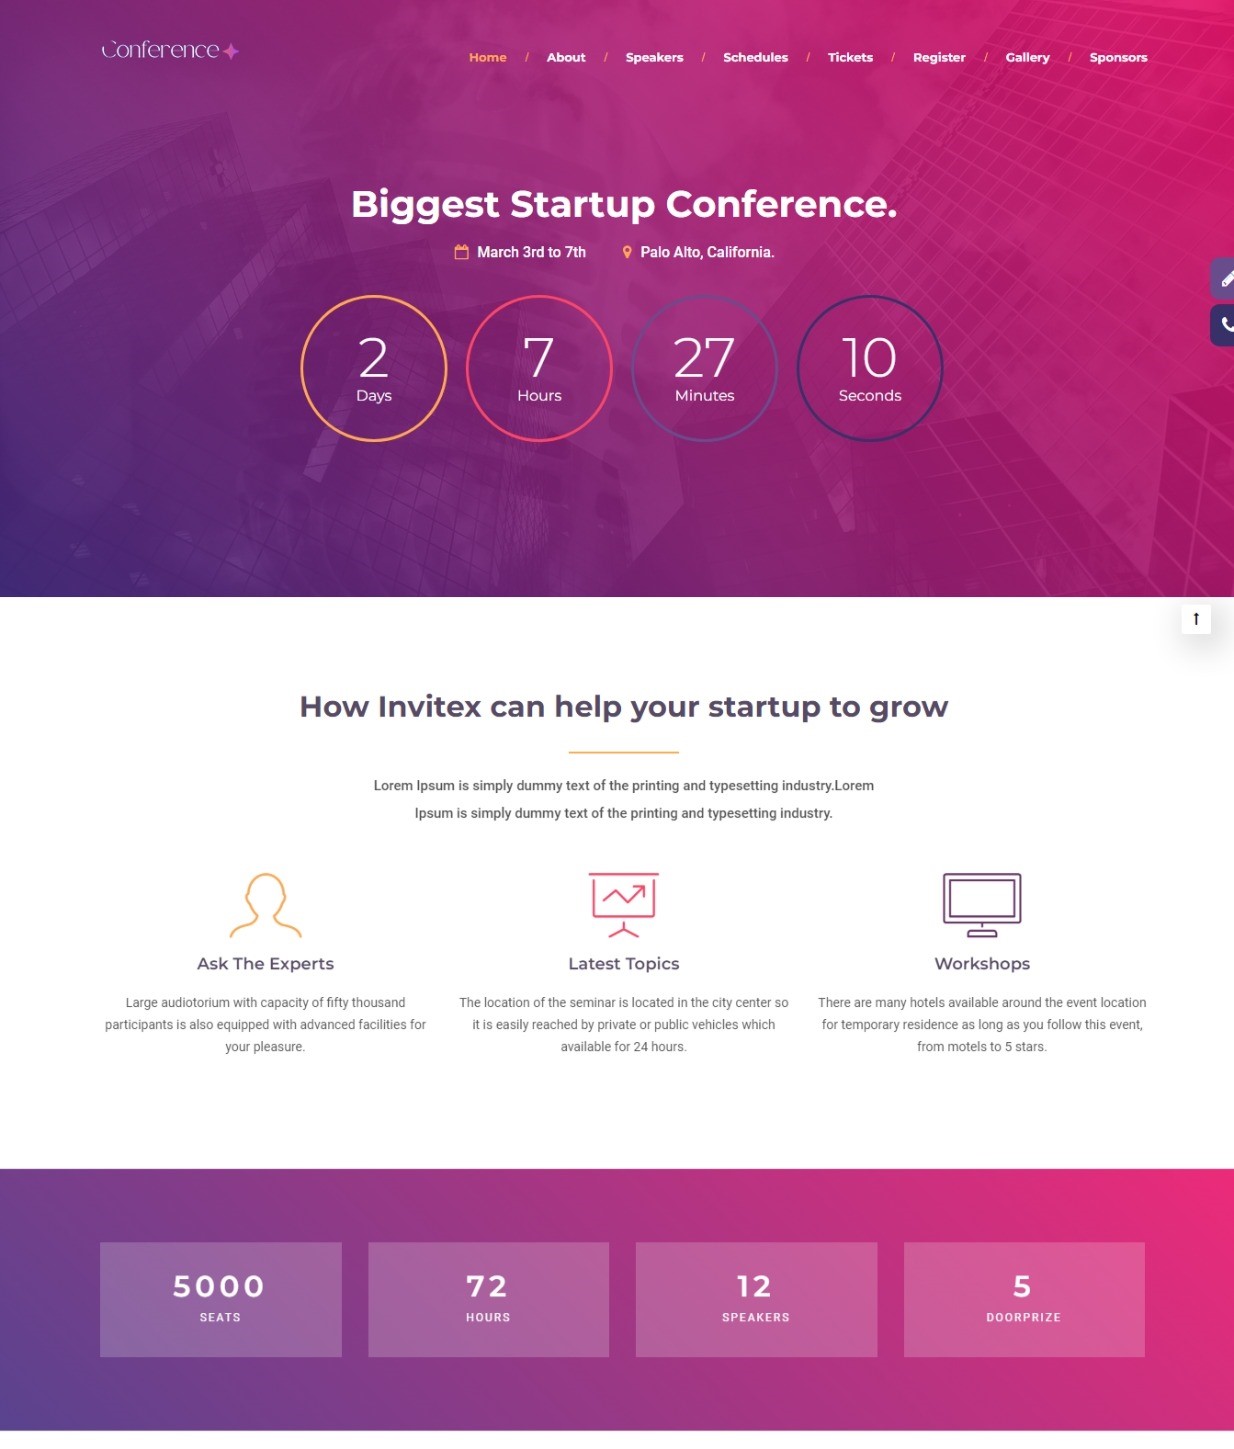 Conference
Home / About / Speakers / Schedules / Tickets / Register / Gallery / Sponsors
Biggest Startup Conference.
March 3rd to 7th Palo Alto, California.
2 7 27 10
Days Hours Minutes Seconds
How Invitex can help your startup to grow
Lorem Ipsum is simply dummy text of the printing and typesetting industry.Lorem
Ipsum is simply dummy text of the printing and typesetting industry.
Ask The Experts
Large audiotorium with capacity of fifty thousand
participants is also equipped with advanced facilities for
your pleasure.
Latest Topics
The location of the seminar is located in the city center so
it is easily reached by private or public vehicles which
available for 24 hours.
Workshops
There are many hotels available around the event location
for temporary residence as long as you follow this event,
from motels to 5 stars.
5000
SEATS
72
HOURS
12
SPEAKERS
5
DOORPRIZE